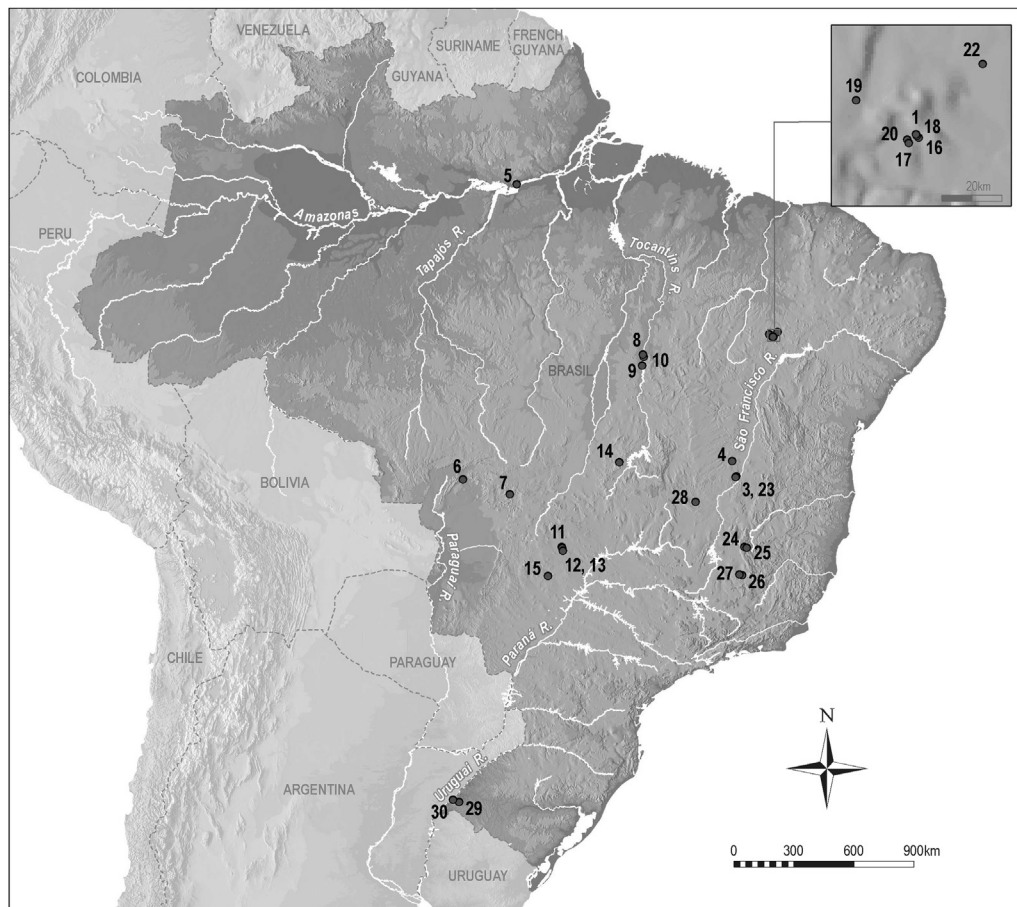 VENEZUELA
FRENCH
GUYANA
SURINAME
GUYANA
COLOMBIA
22
19
1
18
20
16
17
20km
5
Amazonas
PERU
Tapajós R.
Tocantins R
8
BRASIL
10
9
São Francisco R.
14
4
6
7
BOLIVIA
3, 23
28
Paraguai R.
11
24
25
12, 13
15
27
26
Paraná R.
CHILE
PARAGUAY
N
Uruguai R.
ARGENTINA
30
29
0 300 600 900km
URUGUAY